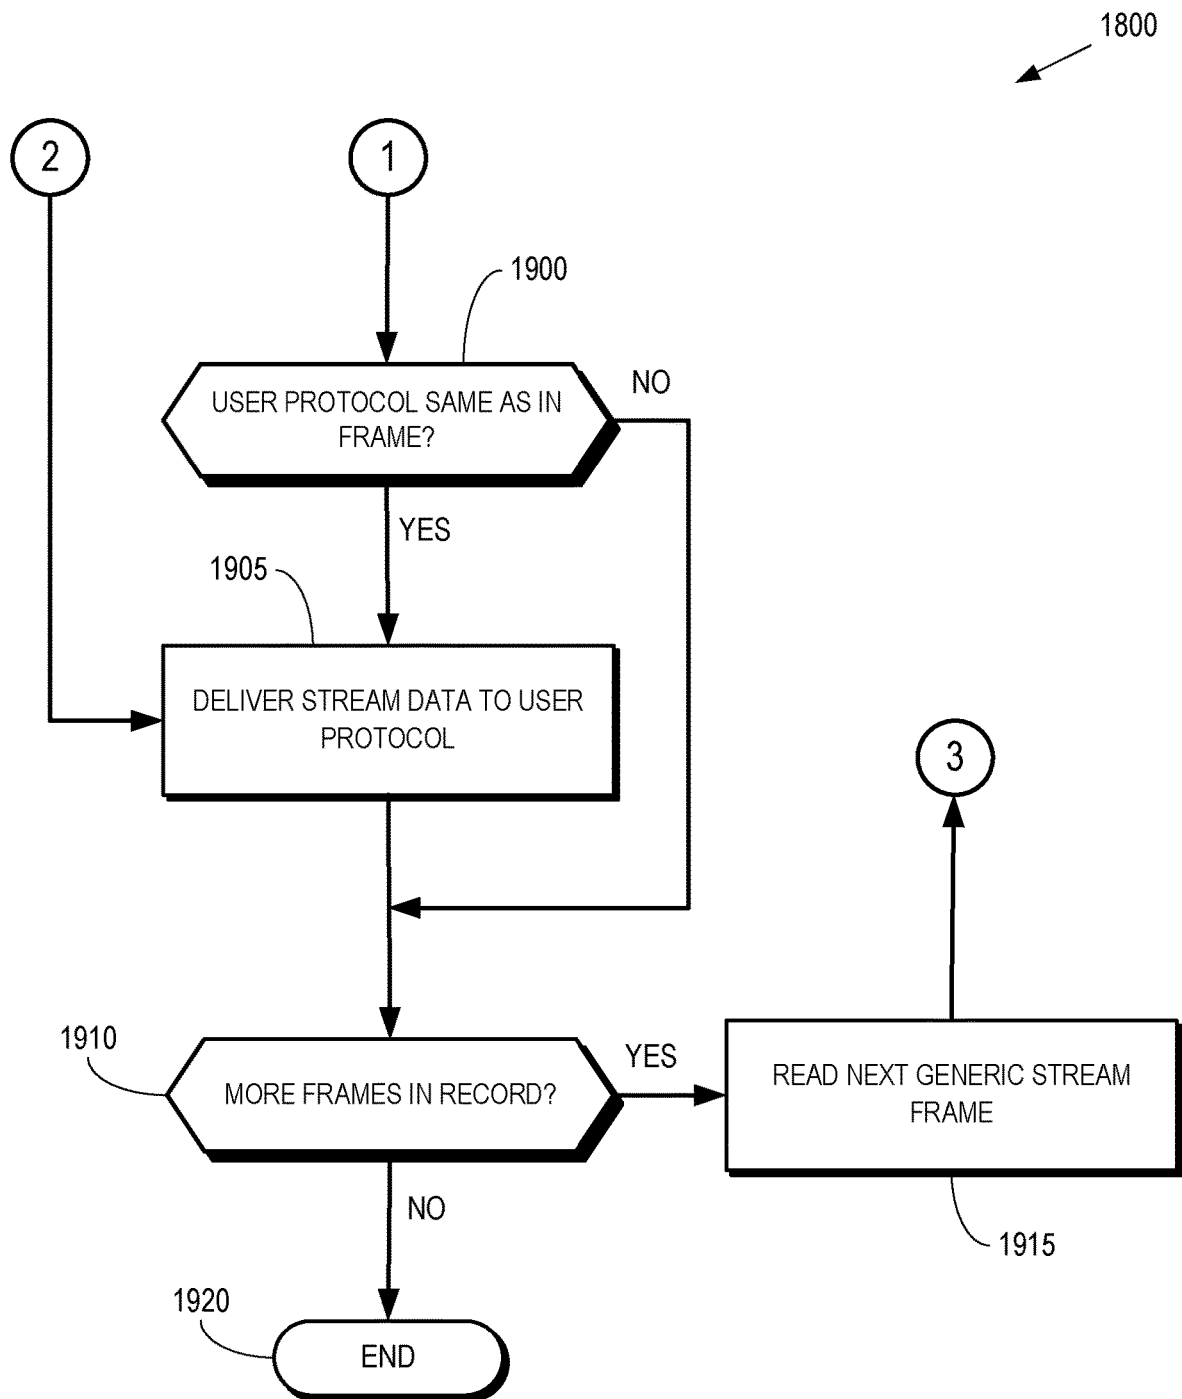 1800
2
1
1900
USER PROTOCOL SAME AS IN
FRAME?
NO
YES
1905
DELIVER STREAM DATA TO USER
PROTOCOL
3
1910
MORE FRAMES IN RECORD?
YES
READ NEXT GENERIC STREAM
FRAME
NO
1915
1920
END